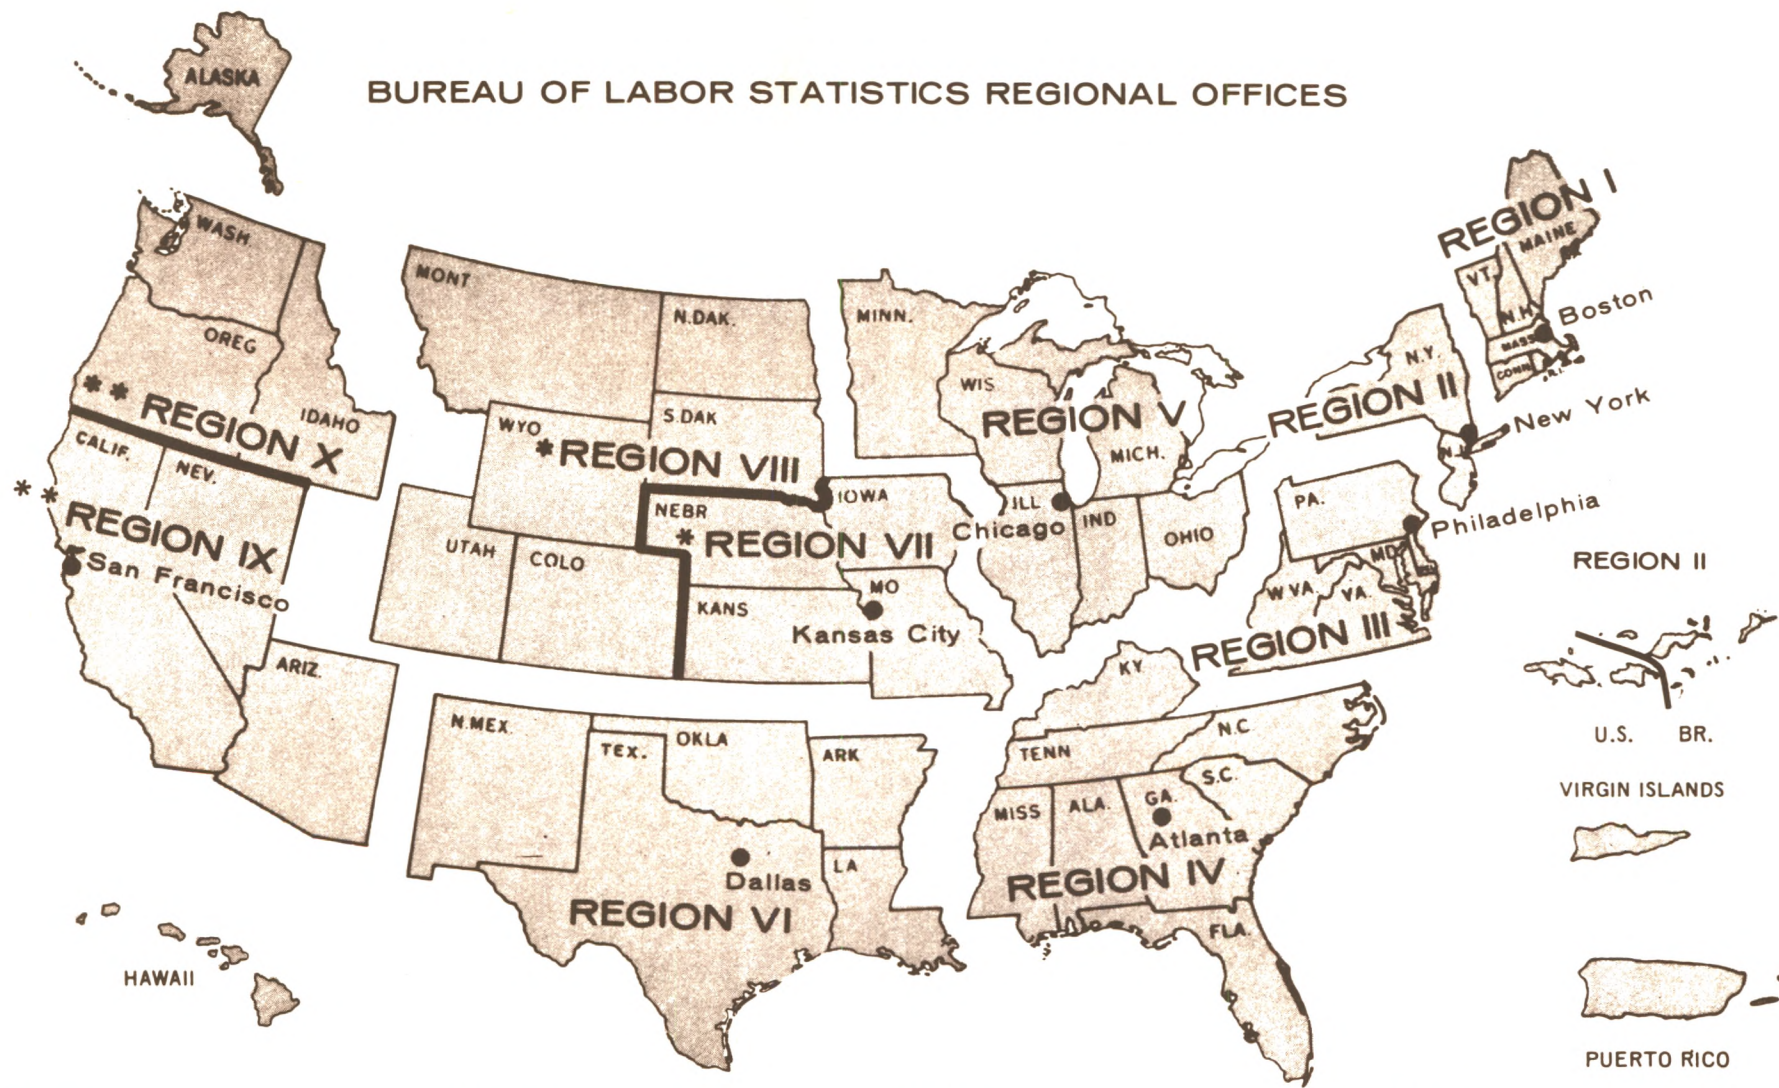 ALASKA
BUREAU OF LABOR STATISTICS REGIONAL OFFICES
WASH.
OREG
IDAHO
** REGION X
CALIF.
NEV.
** REGION IX
San Francisco
ARIZ.
HAWAII
MONT
N.DAK.
S.DAK
WYO
*REGION VIII
UTAH
COLO
NEBR
IOWA
* REGION VII
KANS
MO
Kansas City
N.MEX.
TEX.
OKLA
ARK
LA
Dallas
REGION VI
MINN.
WIS
REGION V
MICH.
ILL
Chicago
IND
OHIO
KY
TENN
N.C
S.C.
MISS
ALA.
GA.
Atlanta
REGION IV
FLA.
REGION I
MAINE
VT.
N.H.
Boston
MASS
CONN
R.I.
N.Y.
REGION II
New York
N.J.
PA.
Philadelphia
MD.
W VA.
VA.
REGION III
REGION II
U.S. BR.
VIRGIN ISLANDS
PUERTO RICO